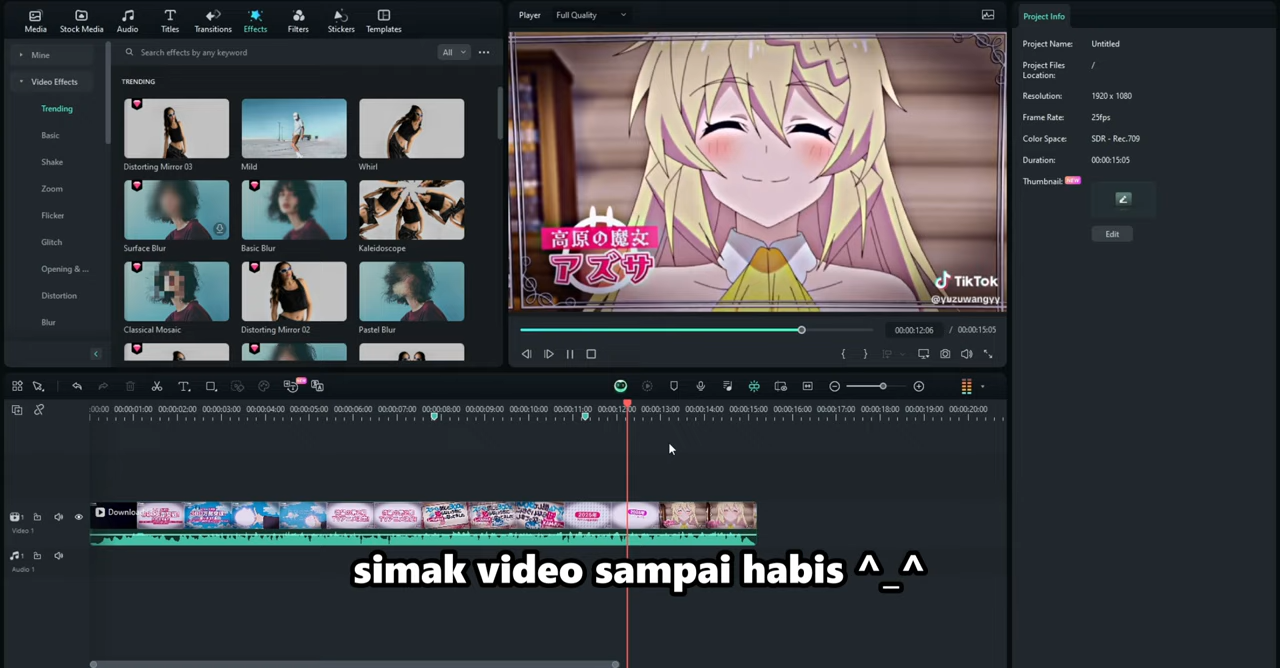 Media
Stock Media
Audio
Titles
Transitions
Effects
Filters
Stickers
Templates
Player
Full Quality
Project Info
Mine
Search effects by any keyword
All
Video Effects
TRENDING
Trending
Basic
Shake
Zoom
Flicker
Glitch
Opening & ...
Distortion
Blur
Distorting Mirror 03
Mild
Whirl
Surface Blur
Basic Blur
Kaleidoscope
Classical Mosaic
Distorting Mirror 02
Pastel Blur
高原の魔女
アズサ
TikTok
@yuzuwangyy
00:00:12:06 / 00:00:15:05
Project Name: Untitled
Project Files Location: /
Resolution: 1920 x 1080
Frame Rate: 25fps
Color Space: SDR - Rec.709
Duration: 00:00:15:05
Thumbnail: NEW
Edit
:00:00 00:00:01:00 00:00:02:00 00:00:03:00 00:00:04:00 00:00:05:00 00:00:06:00 00:00:07:00 00:00:08:00 00:00:09:00 00:00:10:00 00:00:11:00 00:00:12:00 00:00:13:00 00:00:14:00 00:00:15:00 00:00:16:00 00:00:17:00 00:00:18:00 00:00:19:00 00:00:20:00
Video 1
Audio 1
simak video sampai habis ^_^